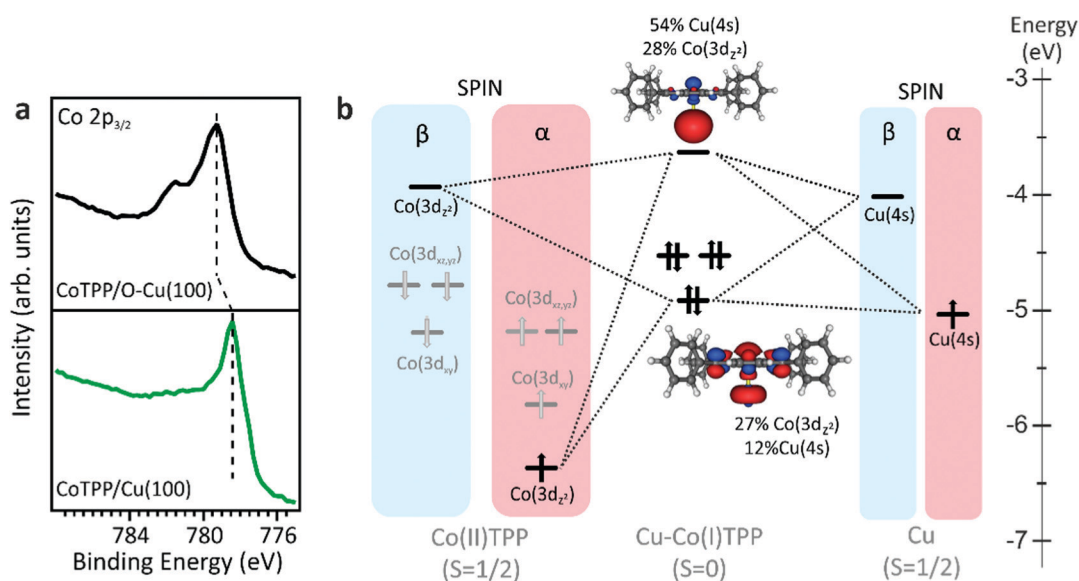 a
Co 2p3/2
CoTPP/O-Cu(100)
CoTPP/Cu(100)
Intensity (arb. units)
784 780 776
Binding Energy (eV)
b
54% Cu(4s)
28% Co(3dz²)
Energy
(eV)
SPIN
SPIN
β
α
β
α
Co(3dz²)
Co(3dxz,yz)
Co(3dxy)
Co(3dxz,yz)
Co(3dxy)
Co(3dz²)
27% Co(3dz²)
12%Cu(4s)
Cu(4s)
Cu(4s)
-3
-4
-5
-6
-7
Co(II)TPP
(S=1/2)
Cu-Co(I)TPP
(S=0)
Cu
(S=1/2)